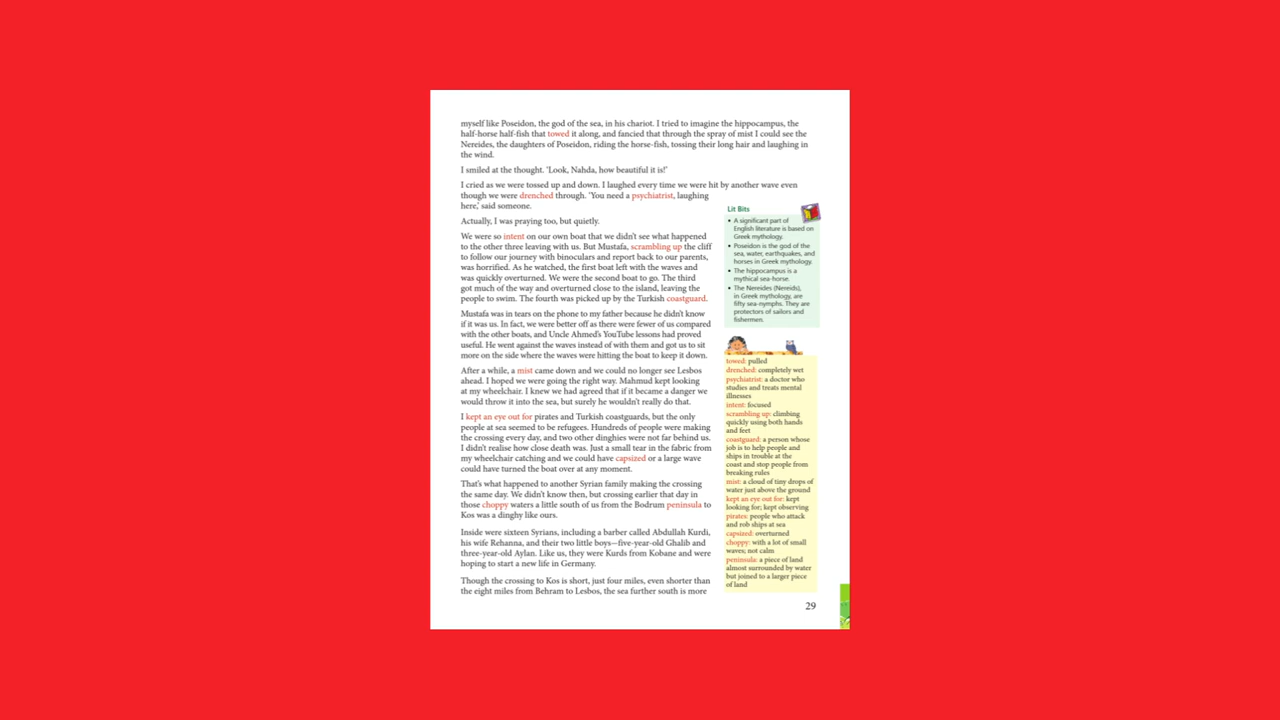 myself like Poseidon, the god of the sea, in his chariot. I tried to imagine the hippocampus, the
half-horse half-fish that towed it along, and fancied that through the spray of mist I could see the
Nereides, the daughters of Poseidon, riding the horse-fish, tossing their long hair and laughing in
the wind.
I smiled at the thought. 'Look, Nahda, how beautiful it is!'
I cried as we were tossed up and down. I laughed every time we were hit by another wave even
though we were drenched through. 'You need a psychiatrist, laughing
here,' said someone.
Actually, I was praying too, but quietly.
We were so intent on our own boat that we didn't see what happened
to the other three leaving with us. But Mustafa, scrambling up the cliff
to follow our journey with binoculars and report back to our parents,
was horrified. As he watched, the first boat left with the waves and
was quickly overturned. We were the second boat to go. The third
got much of the way and overturned close to the island, leaving the
people to swim. The fourth was picked up by the Turkish coastguard.
Mustafa was in tears on the phone to my father because he didn't know
if it was us. In fact, we were better off as there were fewer of us compared
with the other boats, and Uncle Ahmed's YouTube lessons had proved
useful. He went against the waves instead of with them and got us to sit
more on the side where the waves were hitting the boat to keep it down.
After a while, a mist came down and we could no longer see Lesbos
ahead. I hoped we were going the right way. Mahmud kept looking
at my wheelchair. I knew we had agreed that if it became a danger we
would throw it into the sea, but surely he wouldn't really do that.
I kept an eye out for pirates and Turkish coastguards, but the only
people at sea seemed to be refugees. Hundreds of people were making
the crossing every day, and two other dinghies were not far behind us.
I didn't realise how close death was. Just a small tear in the fabric from
my wheelchair catching and we could have capsized or a large wave
could have turned the boat over at any moment.
That's what happened to another Syrian family making the crossing
the same day. We didn't know then, but crossing earlier that day in
those choppy waters a little south of us from the Bodrum peninsula to
Kos was a dinghy like ours.
Inside were sixteen Syrians, including a barber called Abdullah Kurdi,
his wife Rehanna, and their two little boys—five-year-old Ghalib and
three-year-old Aylan. Like us, they were Kurds from Kobane and were
hoping to start a new life in Germany.
Though the crossing to Kos is short, just four miles, even shorter than
the eight miles from Behram to Lesbos, the sea further south is more
Lit Bits
• A significant part of
English literature is based on
Greek mythology.
• Poseidon is the god of the
sea, water, earthquakes, and
horses in Greek mythology.
• The hippocampus is a
mythical sea-horse.
• The Nereides (Nereids),
in Greek mythology, are
fifty sea-nymphs. They are
protectors of sailors and
fishermen.
towed: pulled
drenched: completely wet
psychiatrist: a doctor who
studies and treats mental
illnesses
intent: focused
scrambling up: climbing
quickly using both hands
and feet
coastguard: a person whose
job is to help people and
ships in trouble at the
coast and stop people from
breaking rules
mist: a cloud of tiny drops of
water just above the ground
kept an eye out for: kept
looking for; kept observing
pirates: people who attack
and rob ships at sea
capsized: overturned
choppy: with a lot of small
waves; not calm
peninsula: a piece of land
almost surrounded by water
but joined to a larger piece
of land
29